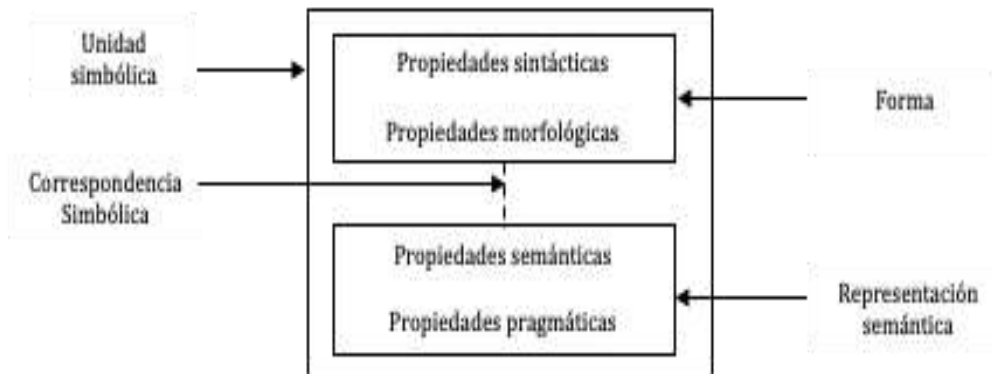 Unidad
simbólica
Propiedades sintácticas
Propiedades morfológicas
Forma
Correspondencia
Simbólica
Propiedades semánticas
Propiedades pragmáticas
Representación
semántica